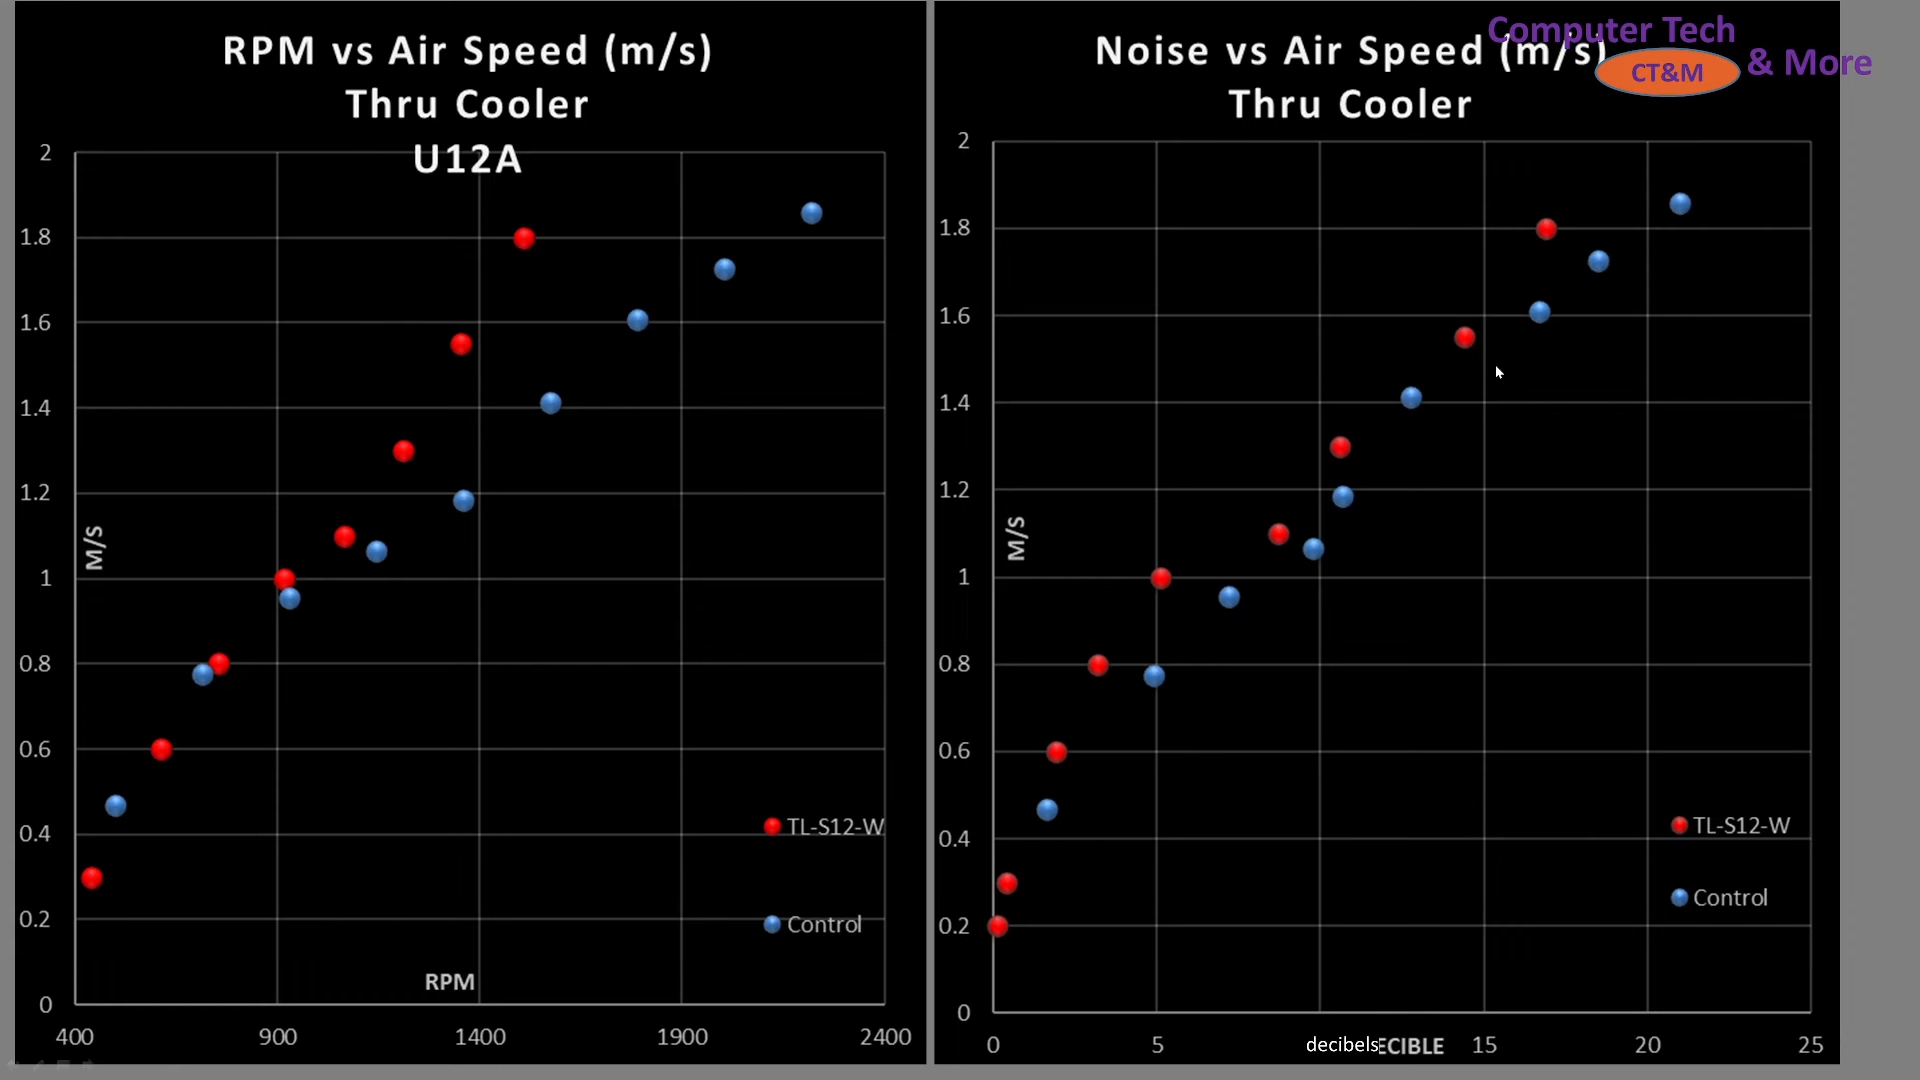 RPM vs Air Speed (m/s)
Thru Cooler
U12A
2
1.8
1.6
1.4
1.2
1
0.8
0.6
0.4
0.2
0
M/S
TL-S12-W
Control
RPM
400 900 1400 1900 2400
Noise vs Air Speed (m/s)
Thru Cooler
Computer Tech
& More
CT&M
2
1.8
1.6
1.4
1.2
1
0.8
0.6
0.4
0.2
0
M/S
TL-S12-W
Control
0 5 decibels ECIBLE 15 20 25